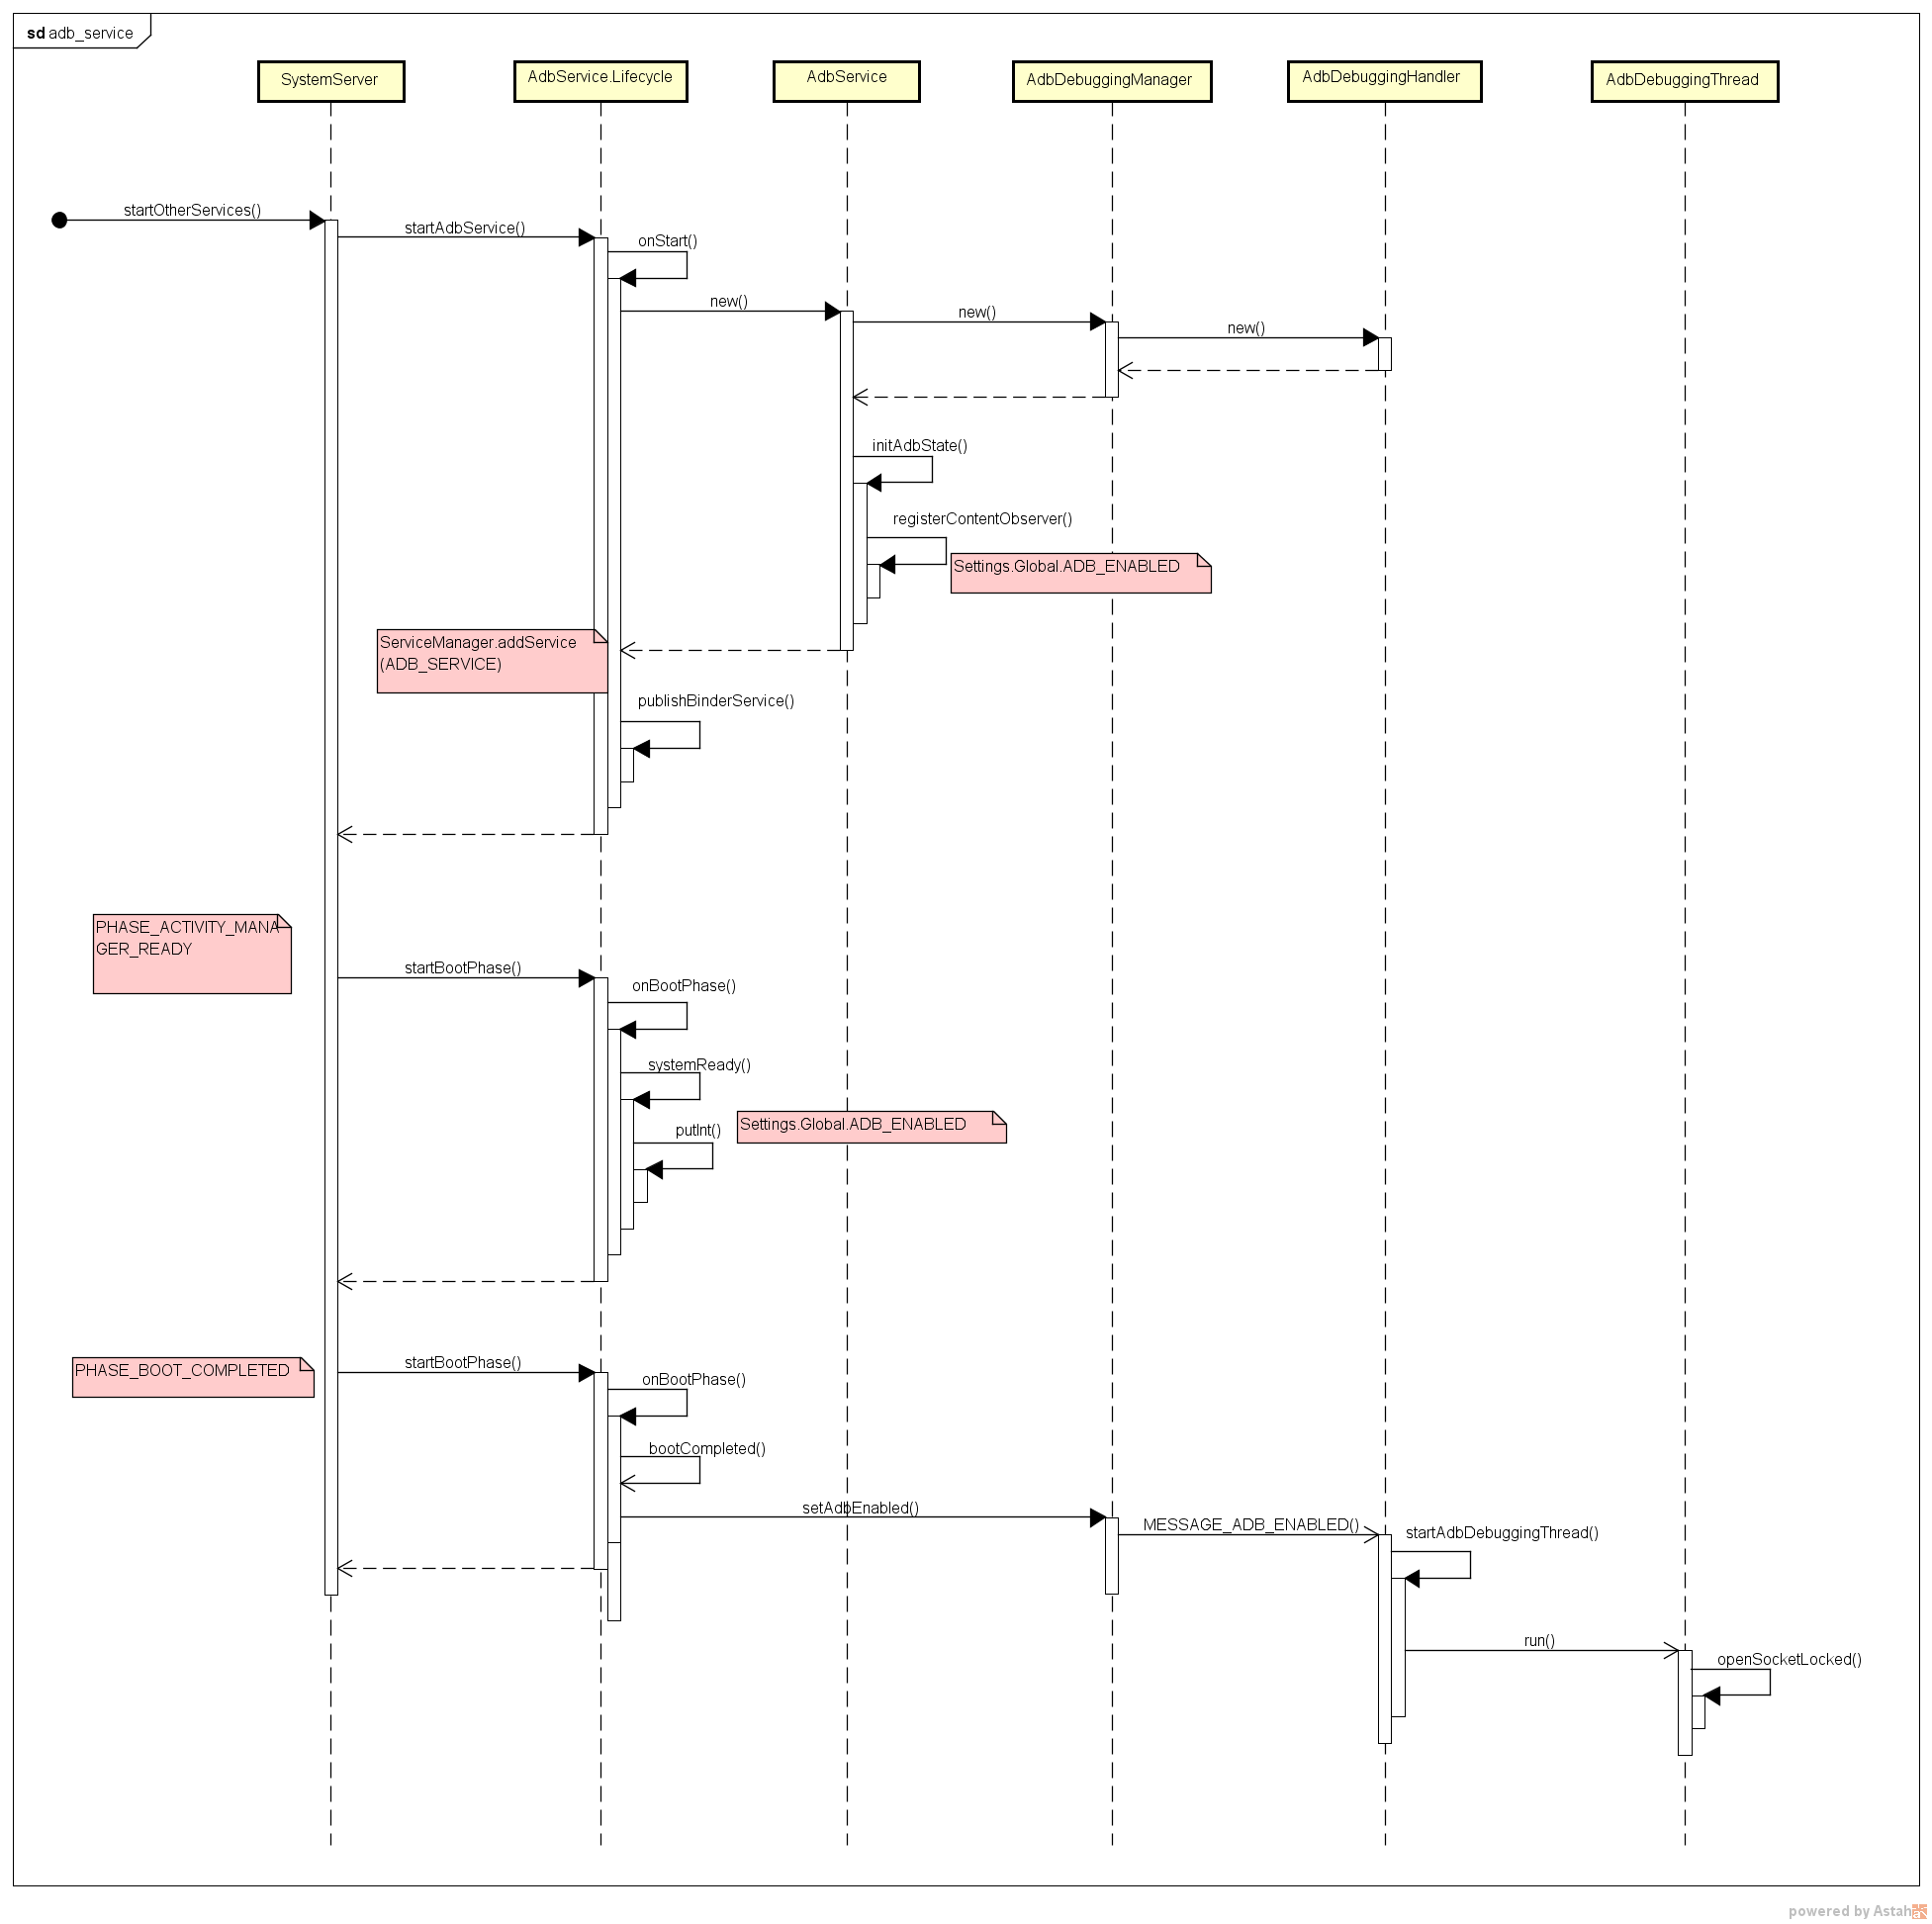 sd adb_service
SystemServer
AdbService.Lifecycle
AdbService
AdbDebuggingManager
AdbDebuggingHandler
AdbDebuggingThread
startOtherServices()
startAdbService()
onStart()
new()
new()
new()
initAdbState()
registerContentObserver()
Settings.Global.ADB_ENABLED
ServiceManager.addService
(ADB_SERVICE)
publishBinderService()
PHASE_ACTIVITY_MANA
GER_READY
startBootPhase()
onBootPhase()
systemReady()
Settings.Global.ADB_ENABLED
putInt()
PHASE_BOOT_COMPLETED
startBootPhase()
onBootPhase()
bootCompleted()
setAdbEnabled()
MESSAGE_ADB_ENABLED()
startAdbDebuggingThread()
run()
openSocketLocked()
powered by Astah